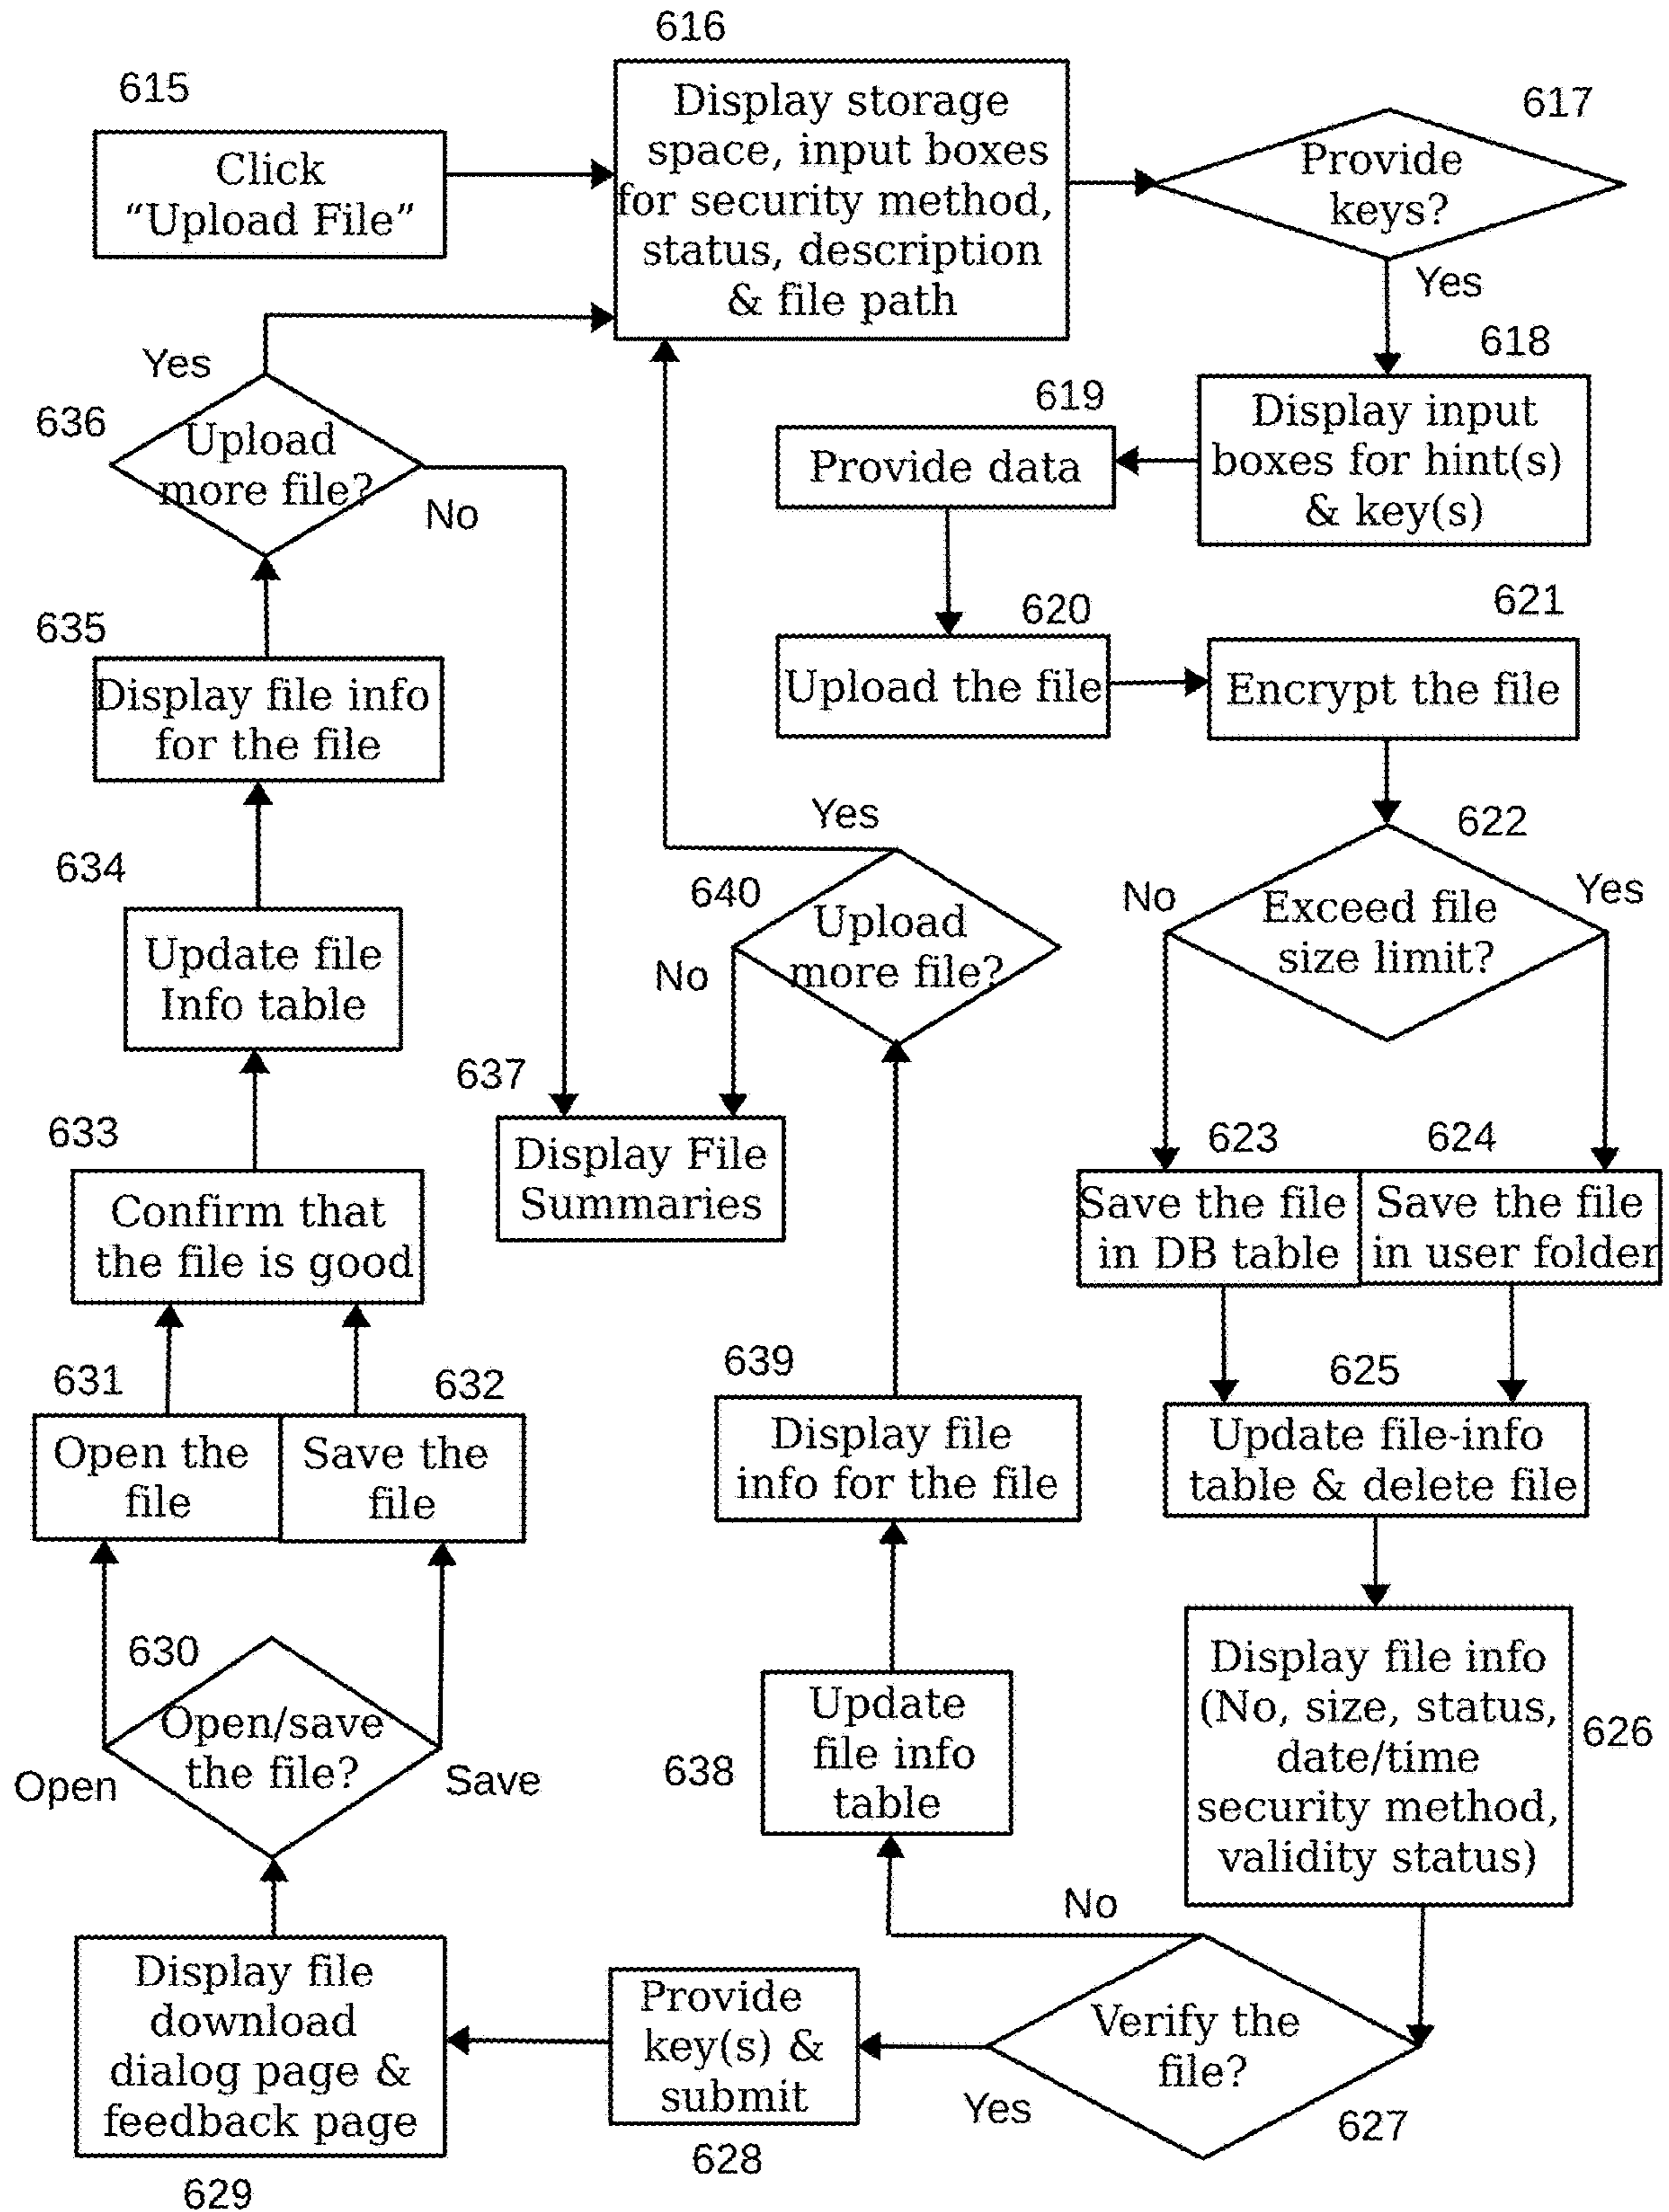 616
615
Display storage
space, input boxes
for security method,
status, description
& file path
617
Click
“Upload File”
Provide
keys?
Yes
618
Yes
636
Upload
more file?
No
619
Provide data
Display input
boxes for hint(s)
& key(s)
635
Display file info
for the file
620
Upload the file
621
Encrypt the file
Yes
622
634
Update file
Info table
640
Upload
more file?
No
No
Exceed file
size limit?
Yes
637
Display File
Summaries
633
Confirm that
the file is good
623
624
Save the file
in DB table
Save the file
in user folder
631
632
Open the
file
Save the
file
639
Display file
info for the file
625
Update file-info
table & delete file
630
Open/save
the file?
Open
Save
638
Update
file info
table
Display file info
(No, size, status,
date/time
security method,
validity status)
626
No
Display file
download
dialog page &
feedback page
629
Provide
key(s) &
submit
628
Yes
Verify the
file?
627